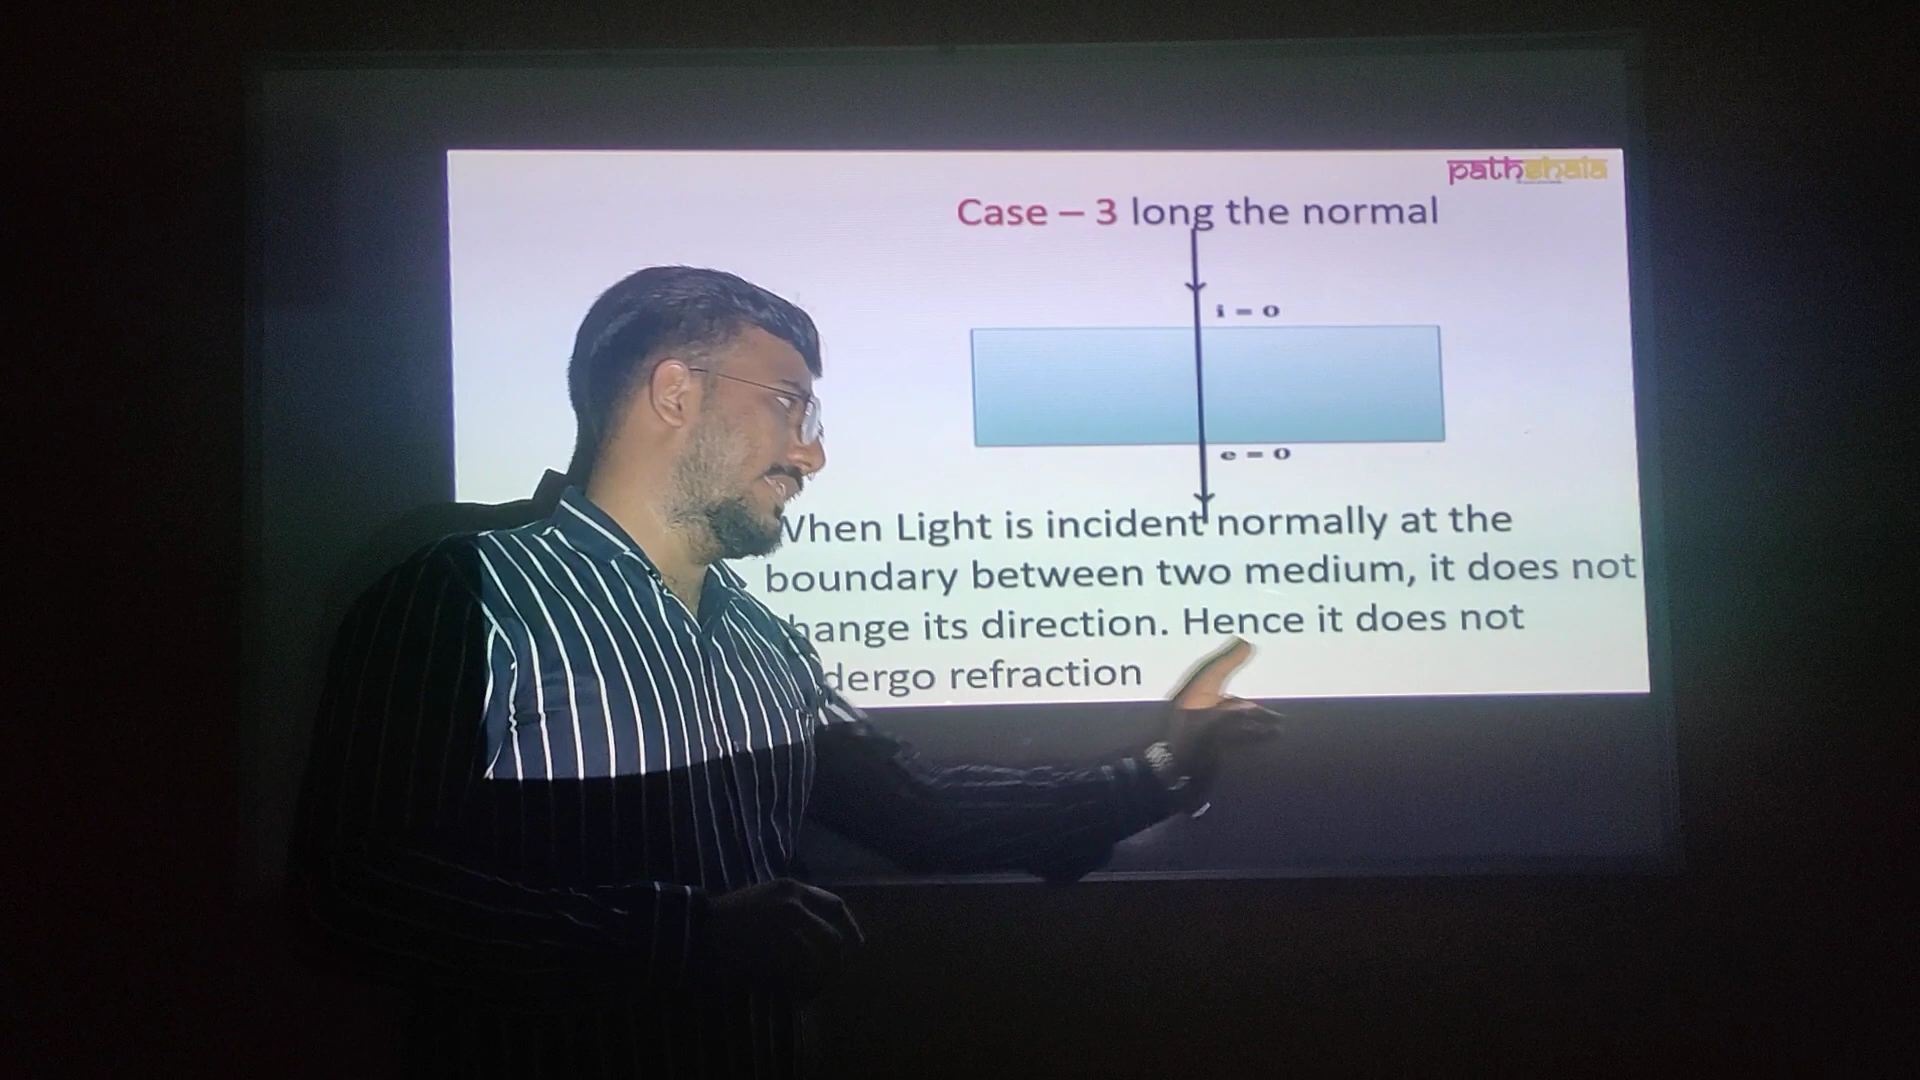 pathshala
Case – 3 long the normal
i = 0
e = 0
When Light is incident normally at the
boundary between two medium, it does not
change its direction. Hence it does not
dergo refraction